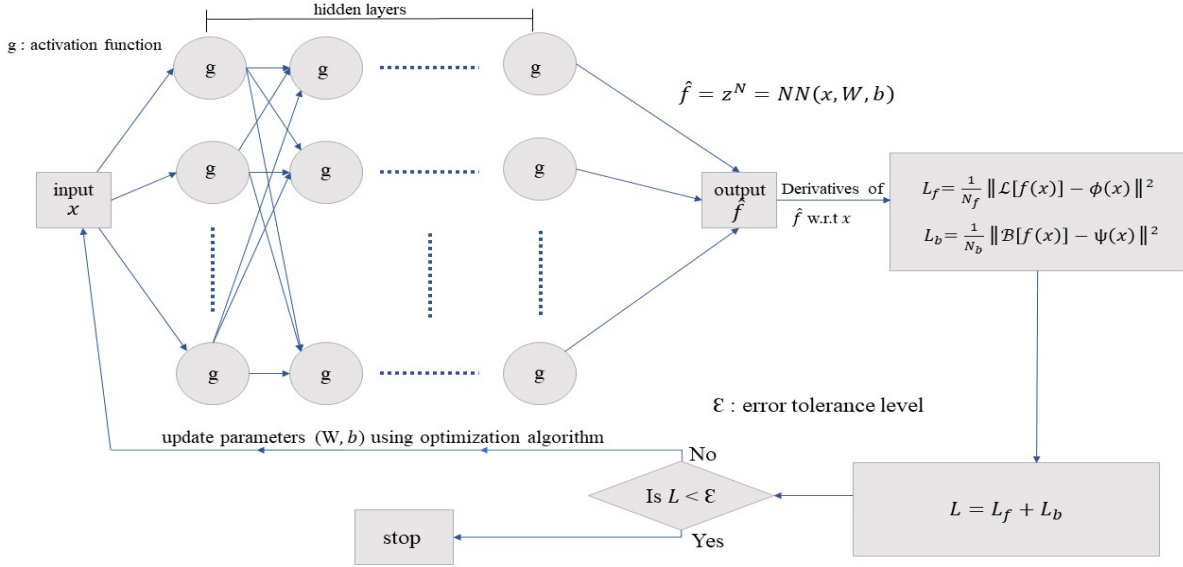 hidden layers
g : activation function
g
g
g
f̂ = z^N = NN(x, W, b)
g
g
g
input
x
output
f̂
Derivatives of
f̂ w.r.t x
L_f = 1/N_f ‖ℒ[f(x)] − ϕ(x)‖²
L_b = 1/N_b ‖ℬ[f(x)] − ψ(x)‖²
g
g
g
Ɛ : error tolerance level
update parameters (W, b) using optimization algorithm
No
Is L < Ɛ
L = L_f + L_b
Yes
stop